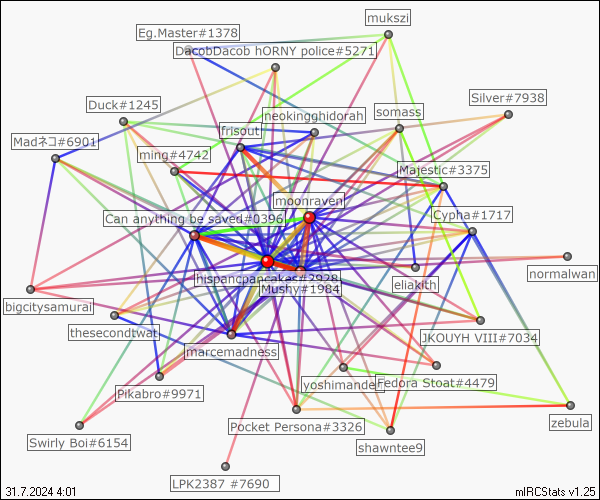 mukszi
Eg.Master#1378
DacobDacob hORNY police#5271
Silver#7938
Duck#1245
neokingghidorah
somass
frisout
Madネコ#6901
ming#4742
Majestic#3375
moonraven
Can anything be saved#0396
Cypha#1717
hispancpancakes#2928
normalwan
Mushy#1984
eliakith
bigcitysamurai
thesecondtwat
JKOUYH VIII#7034
marcemadness
yoshimande
Fedora Stoat#4479
Pikabro#9971
zebula
Pocket Persona#3326
Swirly Boi#6154
shawntee9
LPK2387 #7690
31.7.2024 4:01
mIRCStats v1.25